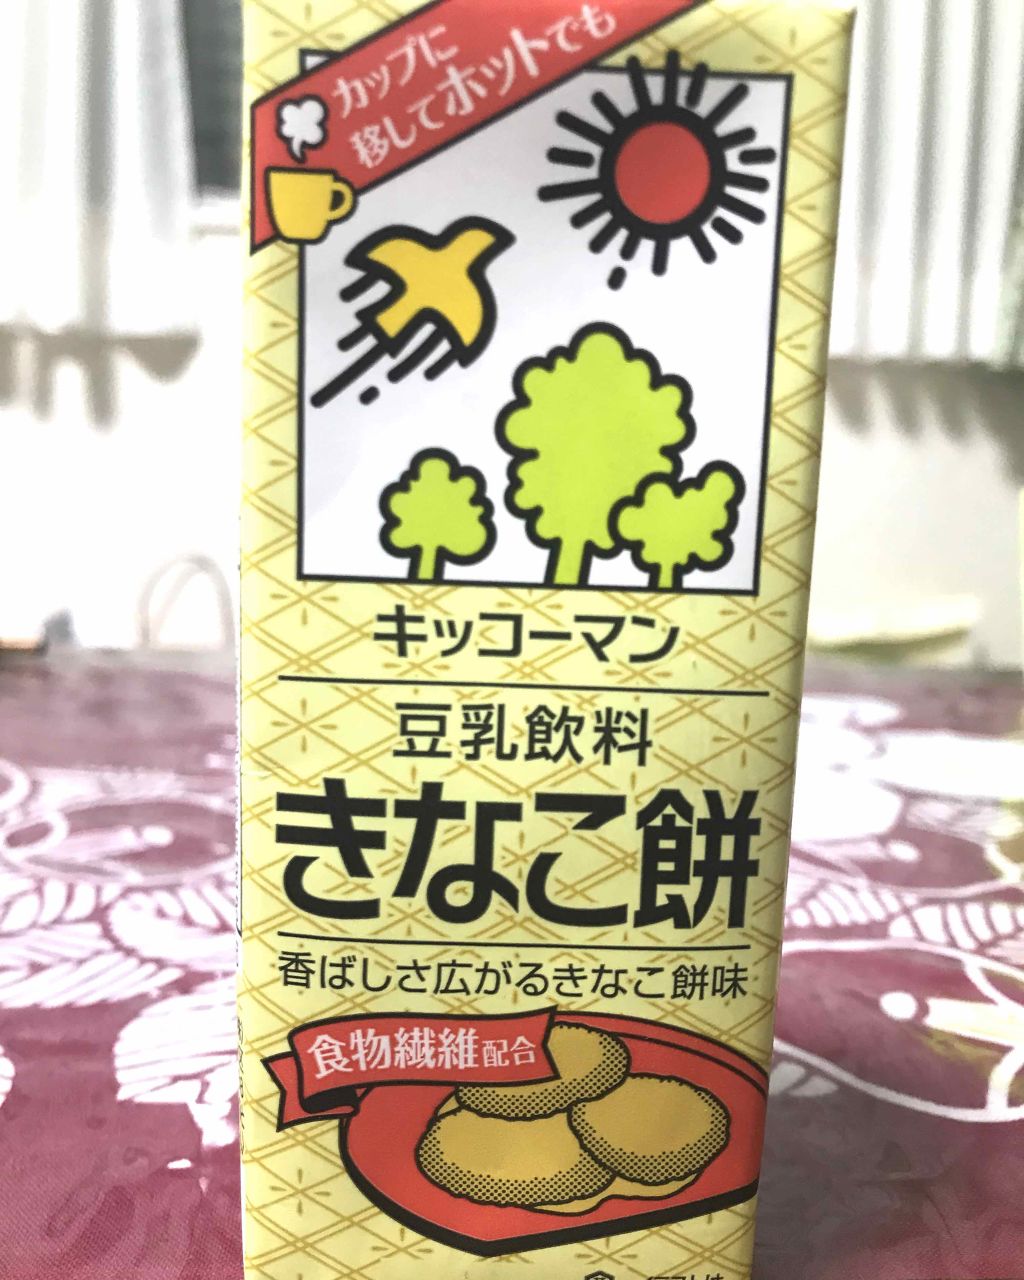 カップに
移してホットでも
キッコーマン
豆乳飲料
きなこ餅
香ばしさ広がるきなこ餅味
食物繊維配合